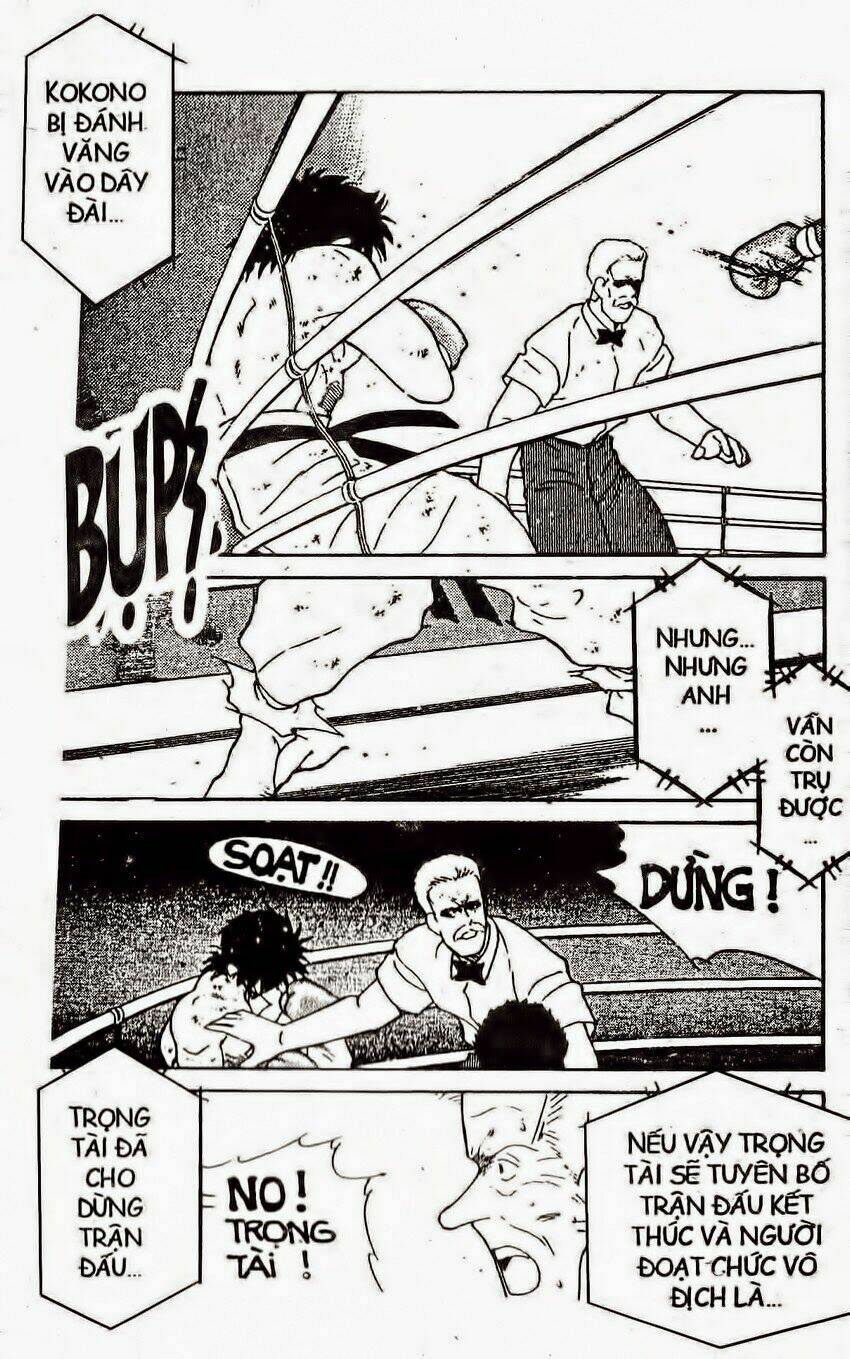 KOKONO
BỊ ĐÁNH
VĂNG
VÀO DÂY
ĐÀI...
BỤP!
NHƯNG...
NHƯNG
ANH
...
VẪN
CÒN
TRỤ
ĐƯỢC
...
SOẠT!!
DỪNG!
TRỌNG
TÀI ĐÃ
CHO
DỪNG
TRẬN
ĐẤU...
NO!
TRỌNG
TÀI!
NẾU VẬY TRỌNG
TÀI SẼ TUYÊN BỐ
TRẬN ĐẤU KẾT
THÚC VÀ NGƯỜI
ĐOẠT CHỨC VÔ
ĐỊCH LÀ...